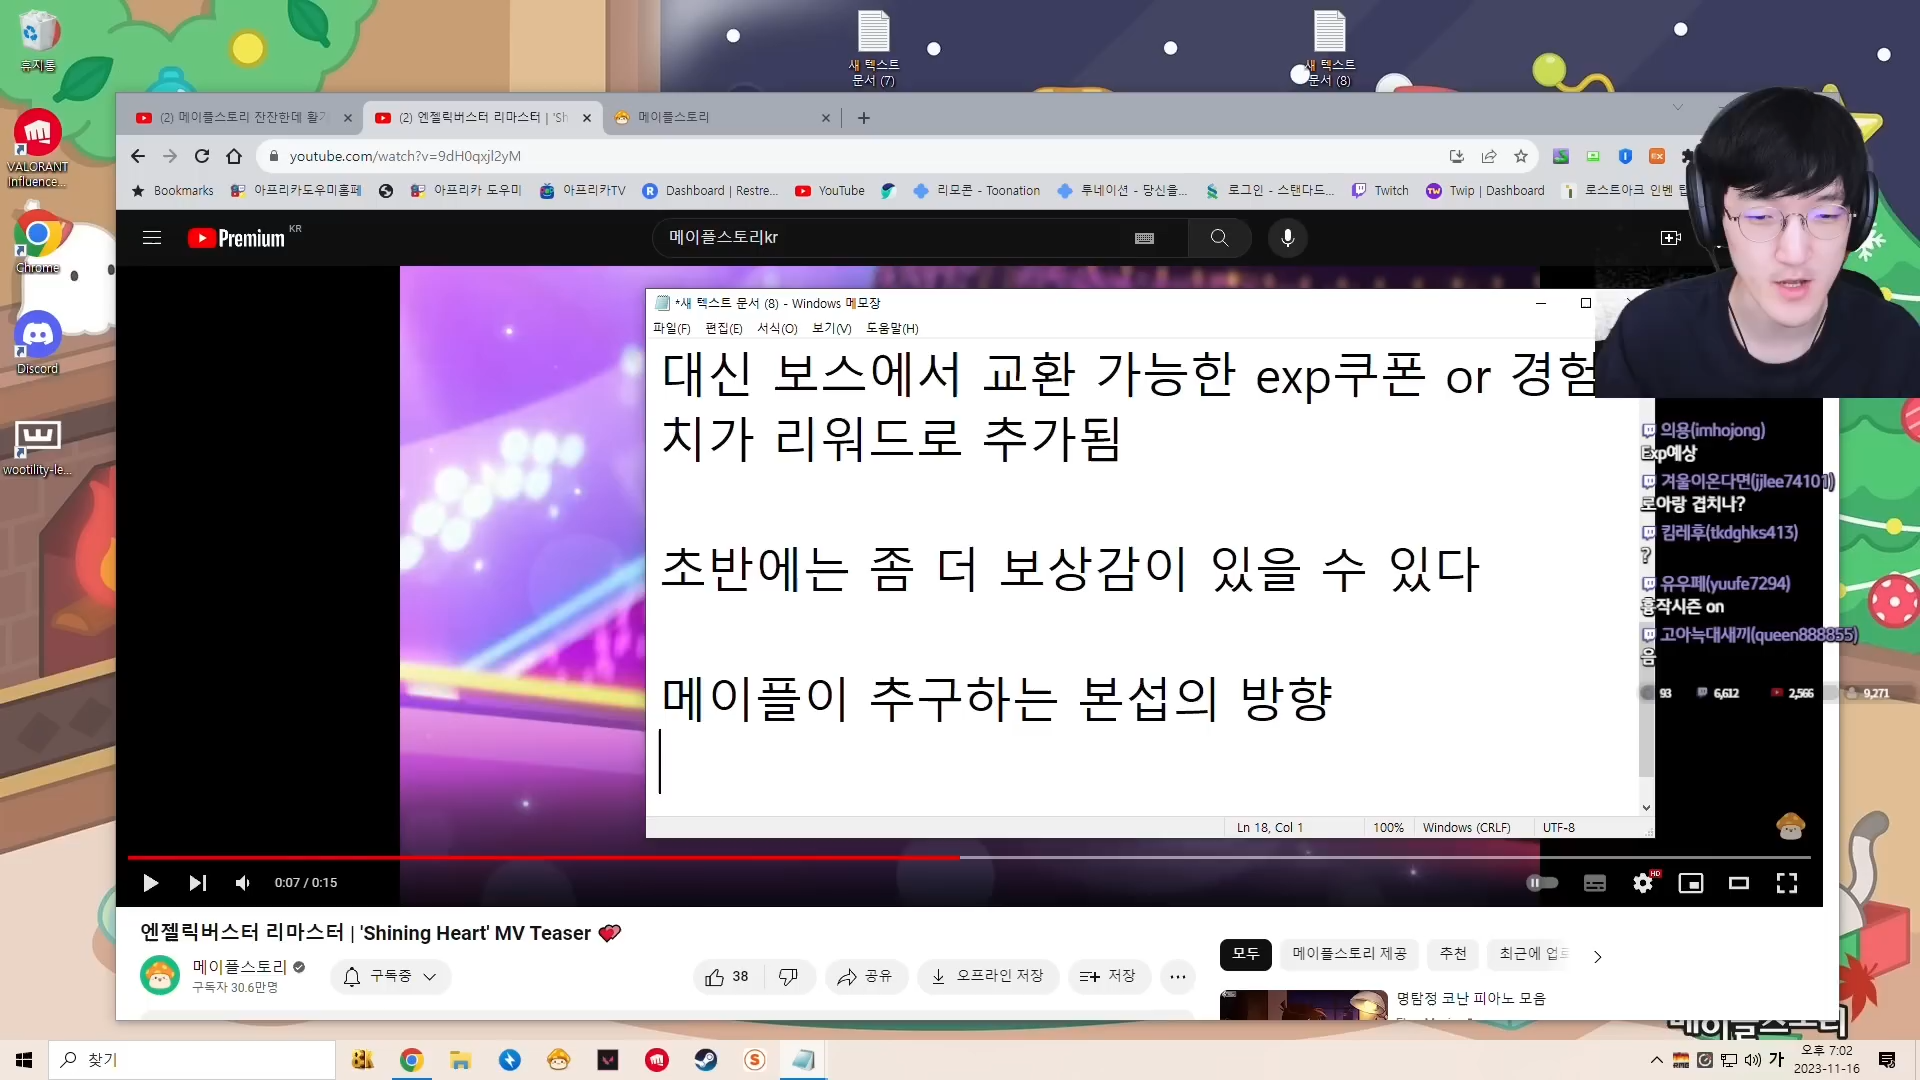 휴지통
새 텍스트
문서 (7)
새 텍스트
문서 (8)
VALORANT
Influence...
Chrome
Discord
wootility-le...
(2) 메이플스토리 잔잔한데 활기
(2) 엔젤릭버스터 리마스터 | 'Sh
메이플스토리
youtube.com/watch?v=9dH0qxjl2yM
Bookmarks
아프리카도우미홈페
아프리카 도우미
아프리카TV
Dashboard | Restre...
YouTube
리모콘 - Toonation
투네이션 - 당신을...
로그인 - 스탠다드...
Twitch
Twip | Dashboard
로스트아크 인벤 팁
Premium KR
메이플스토리kr
*새 텍스트 문서 (8) - Windows 메모장
파일(F) 편집(E) 서식(O) 보기(V) 도움말(H)
대신 보스에서 교환 가능한 exp쿠폰 or 경험
치가 리워드로 추가됨
초반에는 좀 더 보상감이 있을 수 있다
메이플이 추구하는 본섭의 방향
Ln 18, Col 1
100%
Windows (CRLF)
UTF-8
의용(imhojong)
Exp예상
겨울이온다면(jjlee74101)
로아랑 겹치나?
킴레후(tkdghks413)
?
유우페(yuufe7294)
흉작시즌 on
고아늑대새끼(queen888855)
음
93 6,612 2,566 9,271
0:07 / 0:15
HD
엔젤릭버스터 리마스터 | 'Shining Heart' MV Teaser 💞
메이플스토리
구독자 30.6만명
구독중
38
공유
오프라인 저장
저장
모두
메이플스토리 제공
추천
최근에 업로
명탐정 코난 피아노 모음
메이플스토리
찾기
가
오후 7:02
2023-11-16